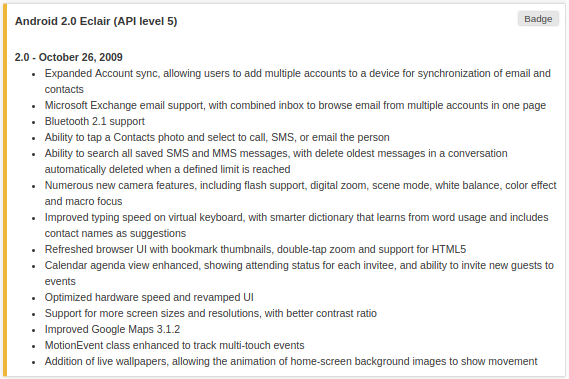 Android 2.0 Eclair (API level 5)
Badge
2.0 - October 26, 2009
• Expanded Account sync, allowing users to add multiple accounts to a device for synchronization of email and
contacts
• Microsoft Exchange email support, with combined inbox to browse email from multiple accounts in one page
• Bluetooth 2.1 support
• Ability to tap a Contacts photo and select to call, SMS, or email the person
• Ability to search all saved SMS and MMS messages, with delete oldest messages in a conversation
automatically deleted when a defined limit is reached
• Numerous new camera features, including flash support, digital zoom, scene mode, white balance, color effect
and macro focus
• Improved typing speed on virtual keyboard, with smarter dictionary that learns from word usage and includes
contact names as suggestions
• Refreshed browser UI with bookmark thumbnails, double-tap zoom and support for HTML5
• Calendar agenda view enhanced, showing attending status for each invitee, and ability to invite new guests to
events
• Optimized hardware speed and revamped UI
• Support for more screen sizes and resolutions, with better contrast ratio
• Improved Google Maps 3.1.2
• MotionEvent class enhanced to track multi-touch events
• Addition of live wallpapers, allowing the animation of home-screen background images to show movement